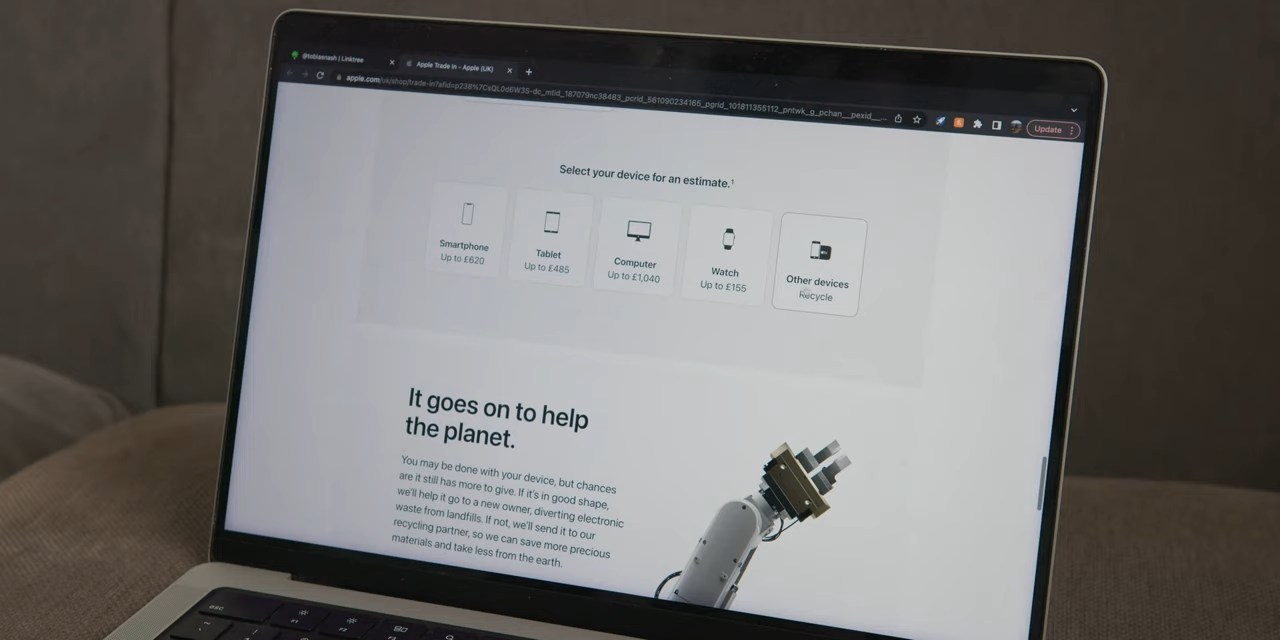 @tobiasnash | Linktree
Apple Trade In - Apple (UK)
Update
Select your device for an estimate.¹
Smartphone
Up to £620
Tablet
Up to £485
Computer
Up to £1,040
Watch
Up to £155
Other devices
Recycle
It goes on to help
the planet.
You may be done with your device, but chances
are it still has more to give. If it's in good shape,
we'll help it go to a new owner, diverting electronic
waste from landfills. If not, we'll send it to our
recycling partner, so we can save more precious
materials and take less from the earth.
esc